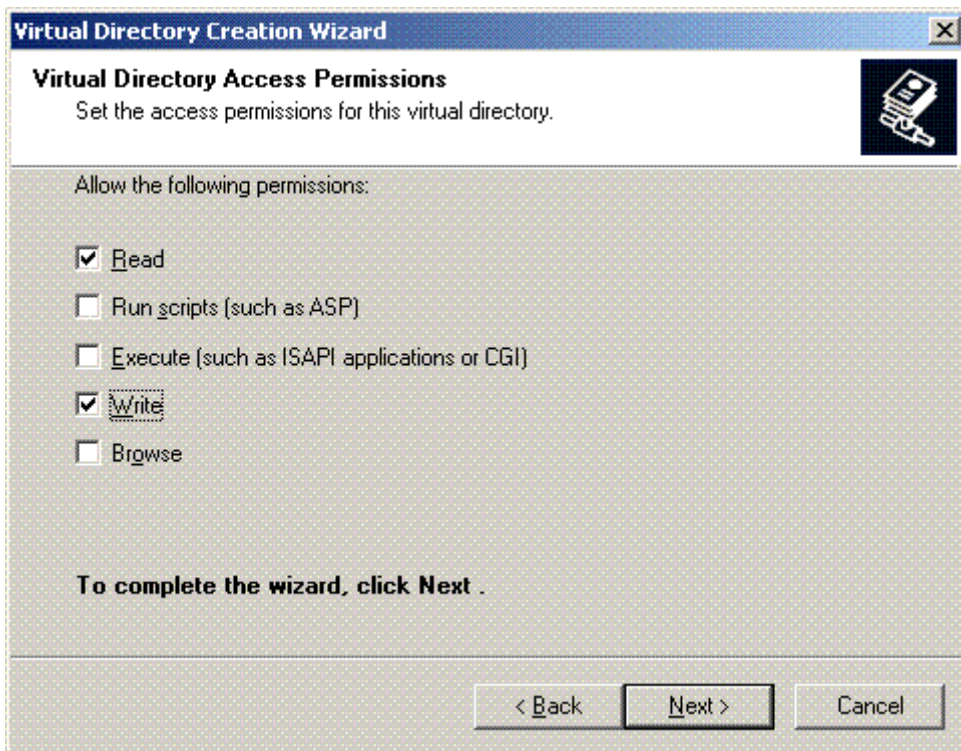 Virtual Directory Creation Wizard
Virtual Directory Access Permissions
Set the access permissions for this virtual directory.
Allow the following permissions:
Read
Run scripts (such as ASP)
Execute (such as ISAPI applications or CGI)
Write
Browse
To complete the wizard, click Next .
< Back Next > Cancel